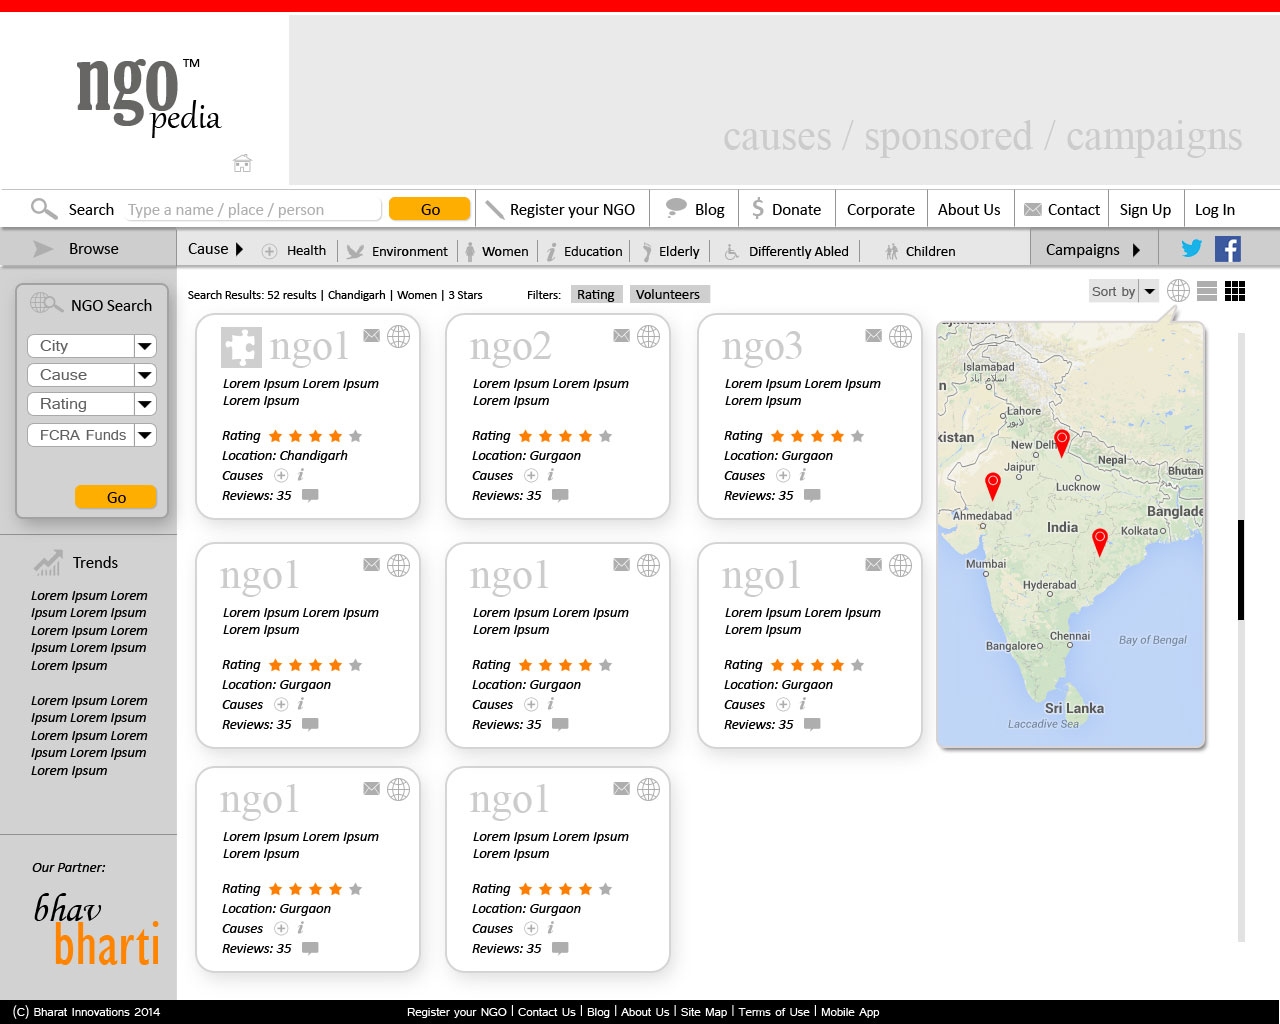 ngo™
pedia
causes / sponsored / campaigns
Search Type a name / place / person Go Register your NGO Blog $ Donate Corporate About Us Contact Sign Up Log In
Browse Cause Health Environment Women Education Elderly Differently Abled Children Campaigns
NGO Search
City
Cause
Rating
FCRA Funds
Go
Trends
Lorem Ipsum Lorem
Ipsum Lorem Ipsum
Lorem Ipsum Lorem
Ipsum Lorem Ipsum
Lorem Ipsum
Lorem Ipsum Lorem
Ipsum Lorem Ipsum
Lorem Ipsum Lorem
Ipsum Lorem Ipsum
Lorem Ipsum
Our Partner:
bhav
bharti
Search Results: 52 results | Chandigarh | Women | 3 Stars Filters: Rating Volunteers Sort by
ngo1
Lorem Ipsum Lorem Ipsum
Lorem Ipsum
Rating
Location: Chandigarh
Causes
Reviews: 35
ngo2
Lorem Ipsum Lorem Ipsum
Lorem Ipsum
Rating
Location: Gurgaon
Causes
Reviews: 35
ngo3
Lorem Ipsum Lorem Ipsum
Lorem Ipsum
Rating
Location: Gurgaon
Causes
Reviews: 35
ngo1
Lorem Ipsum Lorem Ipsum
Lorem Ipsum
Rating
Location: Gurgaon
Causes
Reviews: 35
ngo1
Lorem Ipsum Lorem Ipsum
Lorem Ipsum
Rating
Location: Gurgaon
Causes
Reviews: 35
ngo1
Lorem Ipsum Lorem Ipsum
Lorem Ipsum
Rating
Location: Gurgaon
Causes
Reviews: 35
ngo1
Lorem Ipsum Lorem Ipsum
Lorem Ipsum
Rating
Location: Gurgaon
Causes
Reviews: 35
ngo1
Lorem Ipsum Lorem Ipsum
Lorem Ipsum
Rating
Location: Gurgaon
Causes
Reviews: 35
Islamabad
اسلام آباد
Lahore
لاہور
kistan
New Delh
Nepal
Jaipur
Bhutan
Lucknow
Banglade
Ahmedabad
India
Kolkata
Mumbai
Hyderabad
Chennai
Bay of Bengal
Bangalore
Sri Lanka
Laccadive Sea
(C) Bharat Innovations 2014 Register your NGO | Contact Us | Blog | About Us | Site Map | Terms of Use | Mobile App